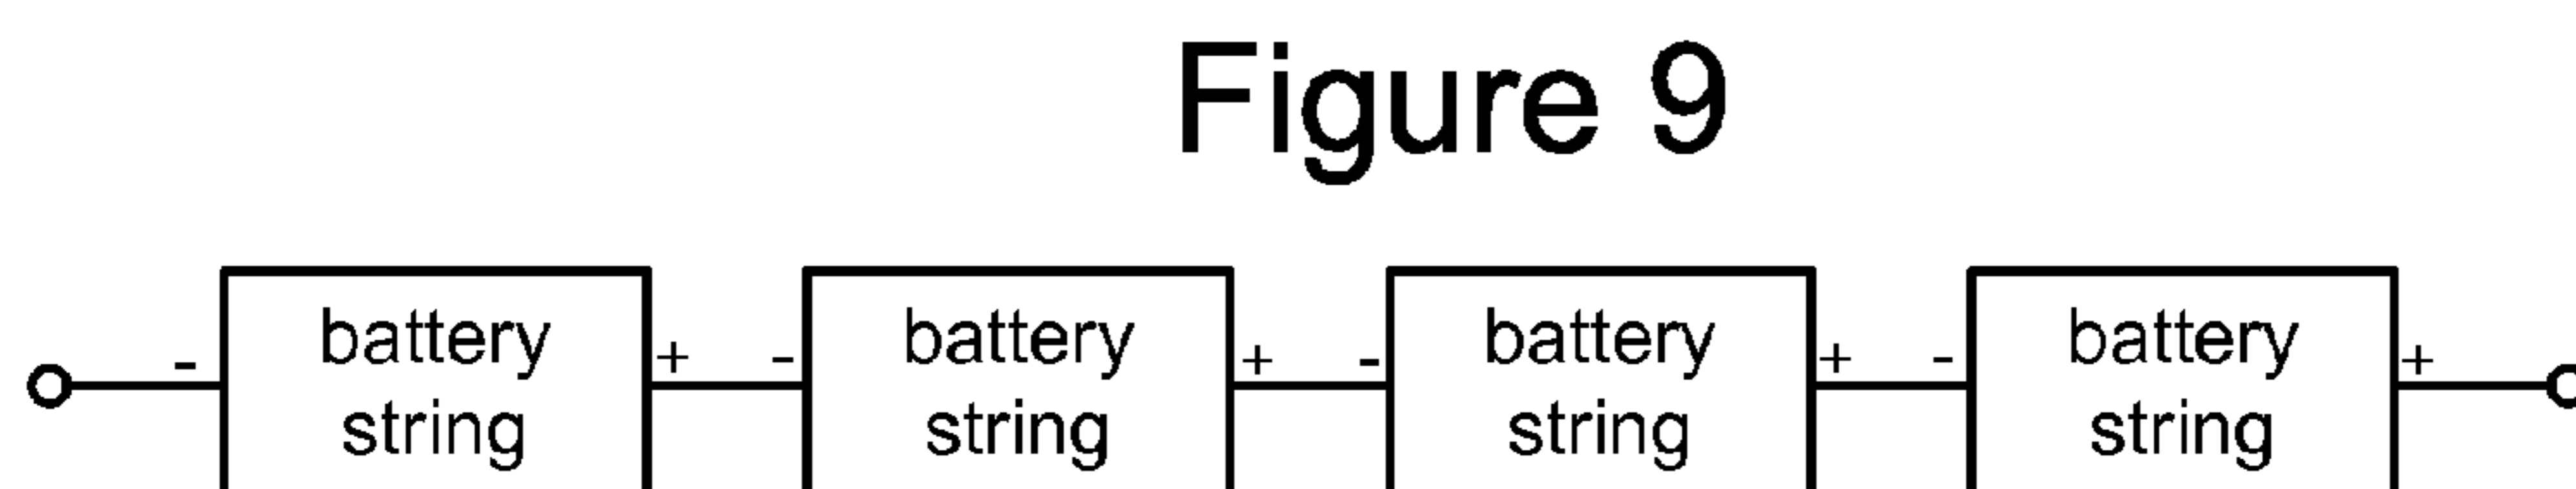 Figure 9
battery battery battery battery
- + - + - + - +
string string string string